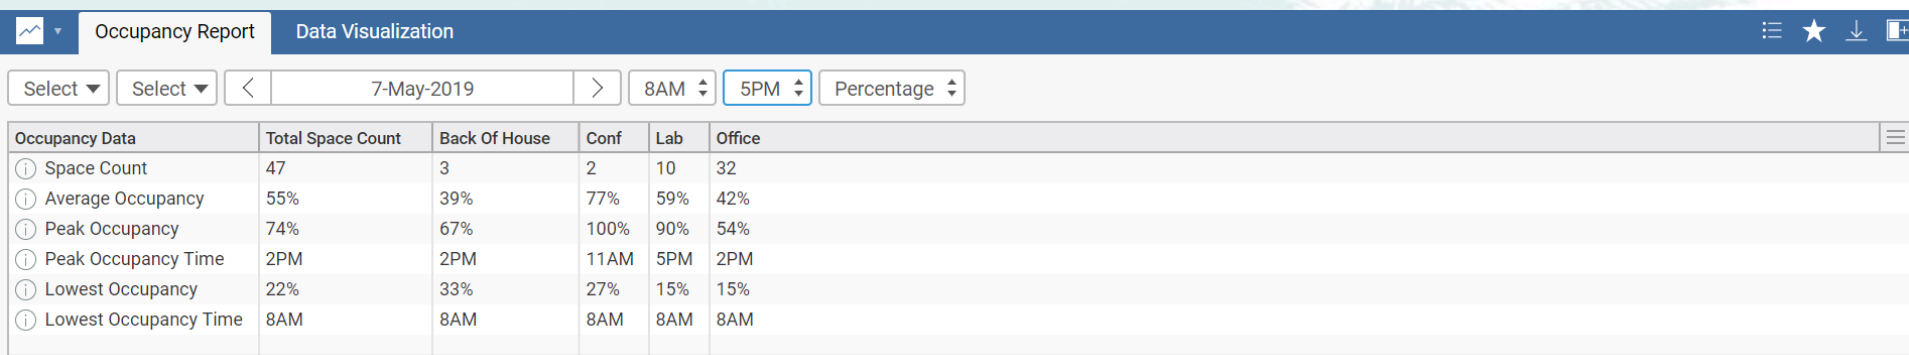 Occupancy Report Data Visualization
Select Select 7-May-2019 8AM 5PM Percentage
Occupancy Data Total Space Count Back Of House Conf Lab Office
Space Count 47 3 2 10 32
Average Occupancy 55% 39% 77% 59% 42%
Peak Occupancy 74% 67% 100% 90% 54%
Peak Occupancy Time 2PM 2PM 11AM 5PM 2PM
Lowest Occupancy 22% 33% 27% 15% 15%
Lowest Occupancy Time 8AM 8AM 8AM 8AM 8AM